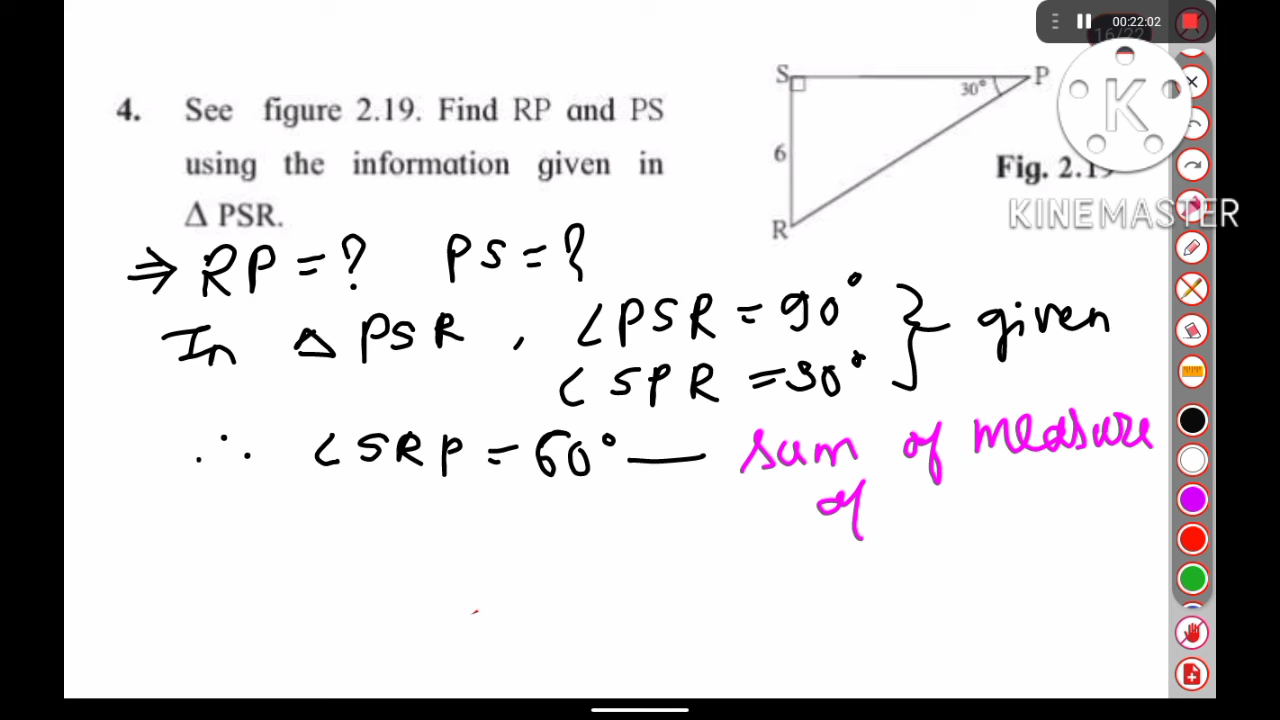 00:22:02
16/22
4. See figure 2.19. Find RP and PS
using the information given in
Δ PSR.
S
P
30°
6
R
Fig. 2.19
K
KINEMASTER
⇒ RP = ? PS = ?
In Δ PSR, ∠PSR = 90° } given
∠SPR = 30°
∴ ∠SRP = 60° — sum of measure
of